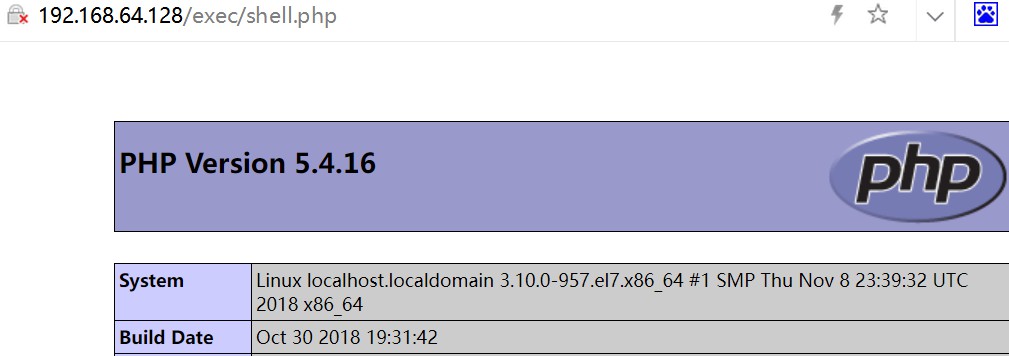 192.168.64.128/exec/shell.php
PHP Version 5.4.16
php
System Linux localhost.localdomain 3.10.0-957.el7.x86_64 #1 SMP Thu Nov 8 23:39:32 UTC
2018 x86_64
Build Date Oct 30 2018 19:31:42